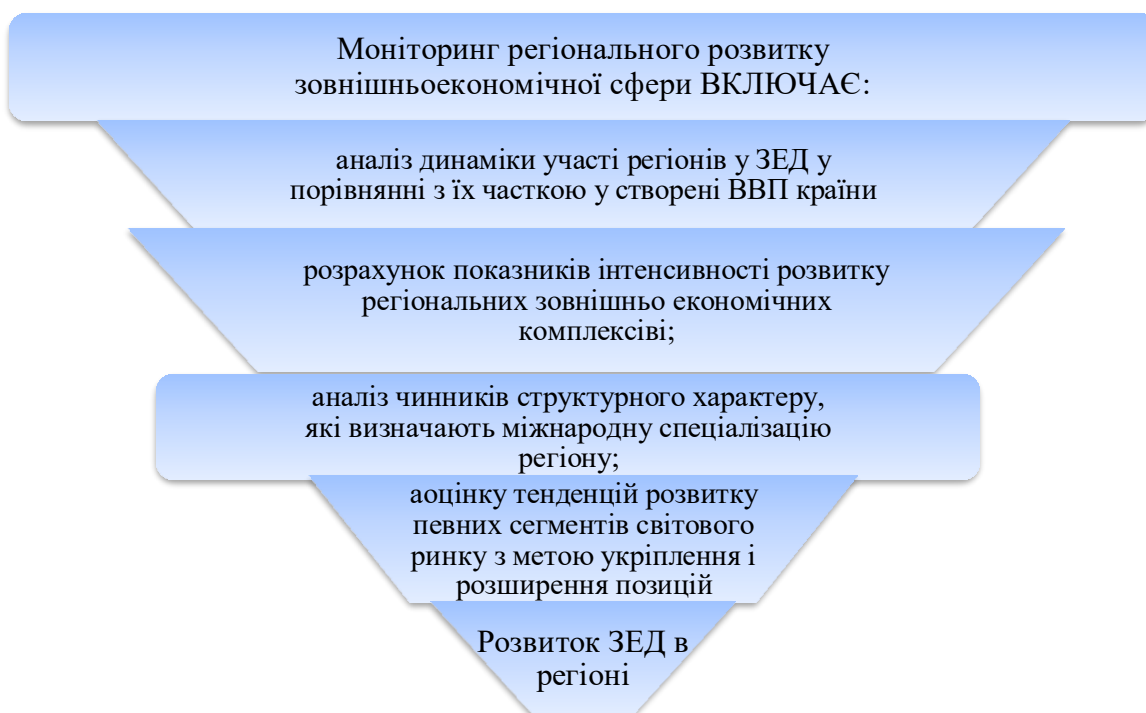 Моніторинг регіонального розвитку
зовнішньоекономічної сфери ВКЛЮЧАЄ:
аналіз динаміки участі регіонів у ЗЕД у
порівнянні з їх часткою у створені ВВП країни
розрахунок показників інтенсивності розвитку
регіональних зовнішньо економічних
комплексіві;
аналіз чинників структурного характеру,
які визначають міжнародну спеціалізацію
регіону;
аоцінку тенденцій розвитку
певних сегментів світового
ринку з метою укріплення і
розширення позицій
Розвиток ЗЕД в
регіоні